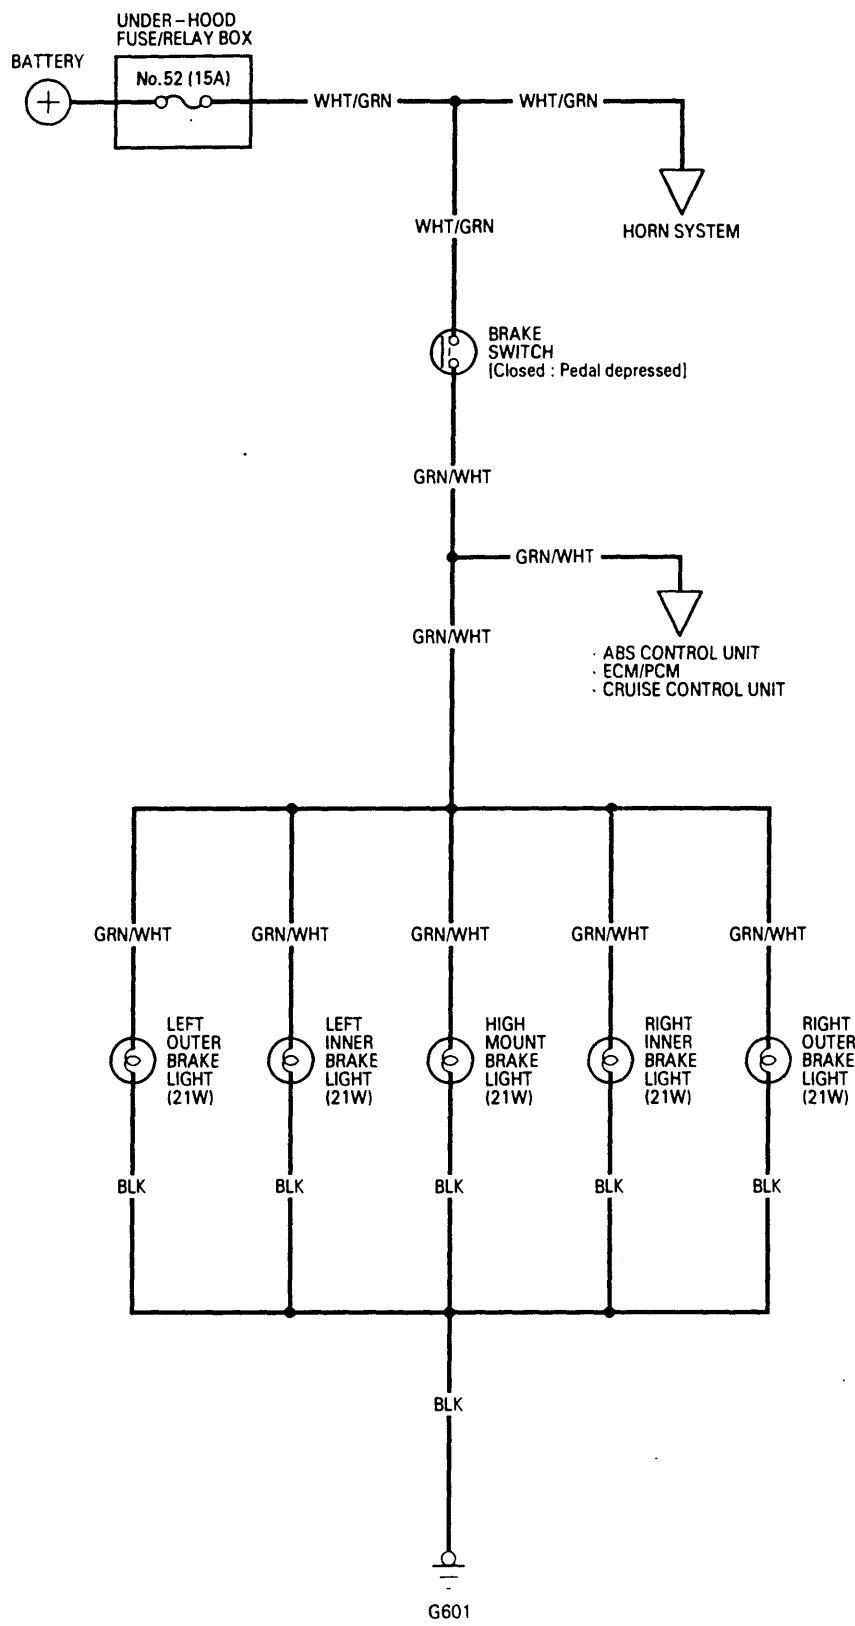 UNDER-HOOD
FUSE/RELAY BOX
BATTERY
No.52 (15A)
WHT/GRN
WHT/GRN
WHT/GRN
HORN SYSTEM
BRAKE
SWITCH
[Closed : Pedal depressed]
GRN/WHT
GRN/WHT
GRN/WHT
· ABS CONTROL UNIT
· ECM/PCM
· CRUISE CONTROL UNIT
GRN/WHT
GRN/WHT
GRN/WHT
GRN/WHT
GRN/WHT
LEFT
OUTER
BRAKE
LIGHT
(21W)
LEFT
INNER
BRAKE
LIGHT
(21W)
HIGH
MOUNT
BRAKE
LIGHT
(21W)
RIGHT
INNER
BRAKE
LIGHT
(21W)
RIGHT
OUTER
BRAKE
LIGHT
(21W)
BLK
BLK
BLK
BLK
BLK
BLK
G601